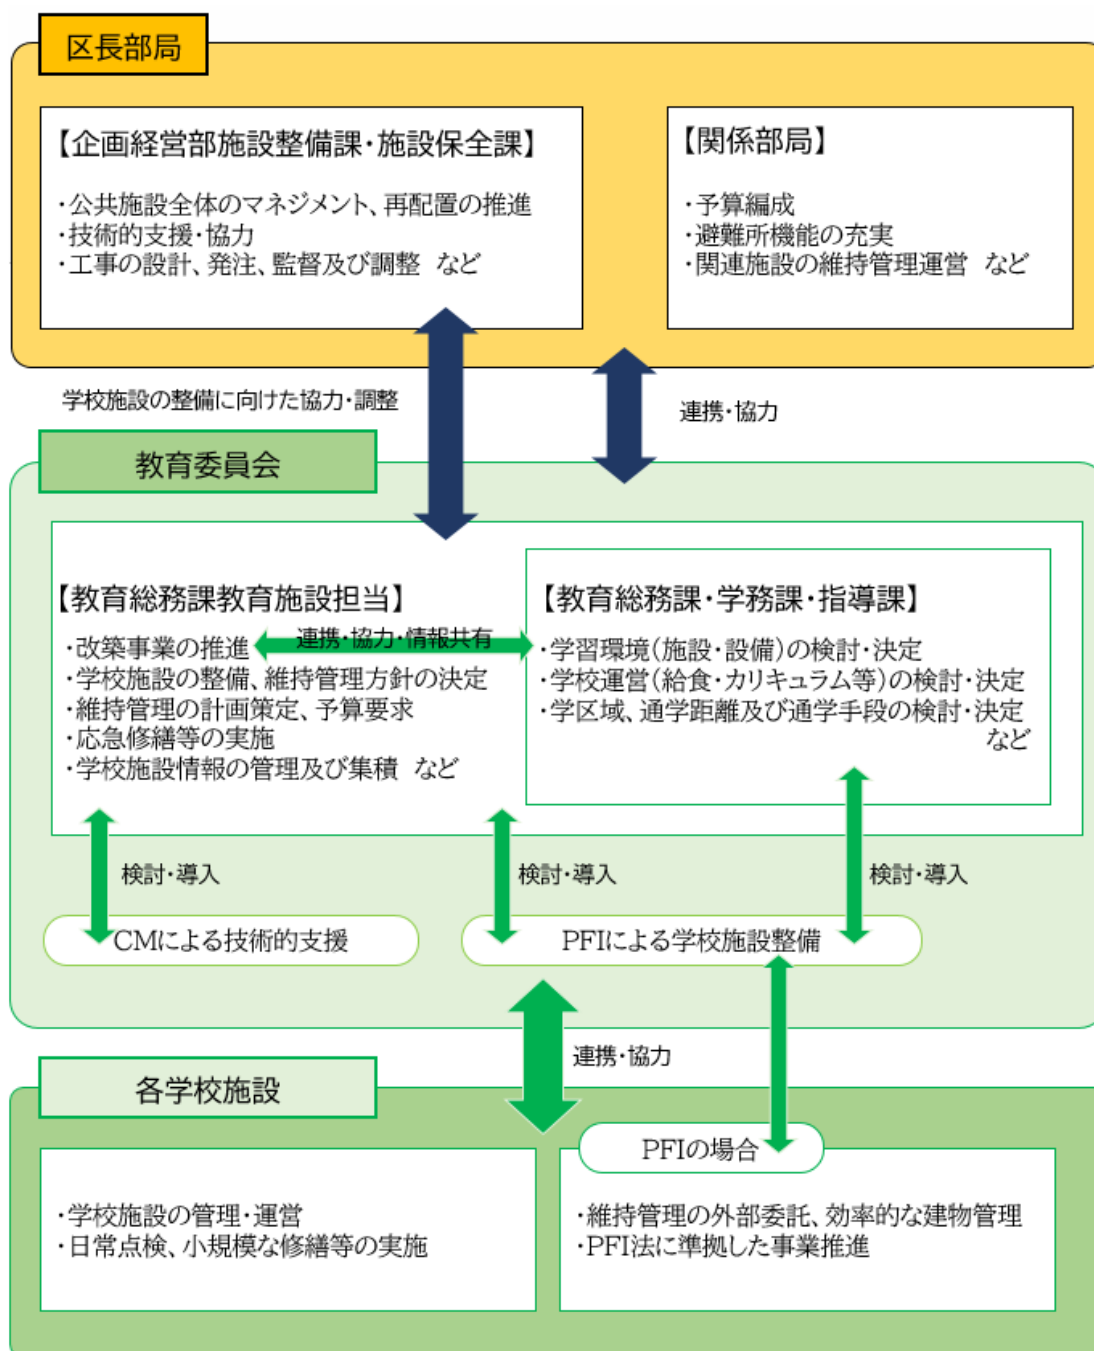 区長部局
【企画経営部施設整備課・施設保全課】
・公共施設全体のマネジメント、再配置の推進
・技術的支援・協力
・工事の設計、発注、監督及び調整　など
【関係部局】
・予算編成
・避難所機能の充実
・関連施設の維持管理運営　など
学校施設の整備に向けた協力・調整
連携・協力
教育委員会
【教育総務課教育施設担当】
・改築事業の推進
・学校施設の整備、維持管理方針の決定
・維持管理の計画策定、予算要求
・応急修繕等の実施
・学校施設情報の管理及び集積　など
連携・協力・情報共有
【教育総務課・学務課・指導課】
・学習環境（施設・設備）の検討・決定
・学校運営（給食・カリキュラム等）の検討・決定
・学区域、通学距離及び通学手段の検討・決定
など
検討・導入
検討・導入
検討・導入
CMによる技術的支援
PFIによる学校施設整備
連携・協力
各学校施設
・学校施設の管理・運営
・日常点検、小規模な修繕等の実施
PFIの場合
・維持管理の外部委託、効率的な建物管理
・PFI法に準拠した事業推進